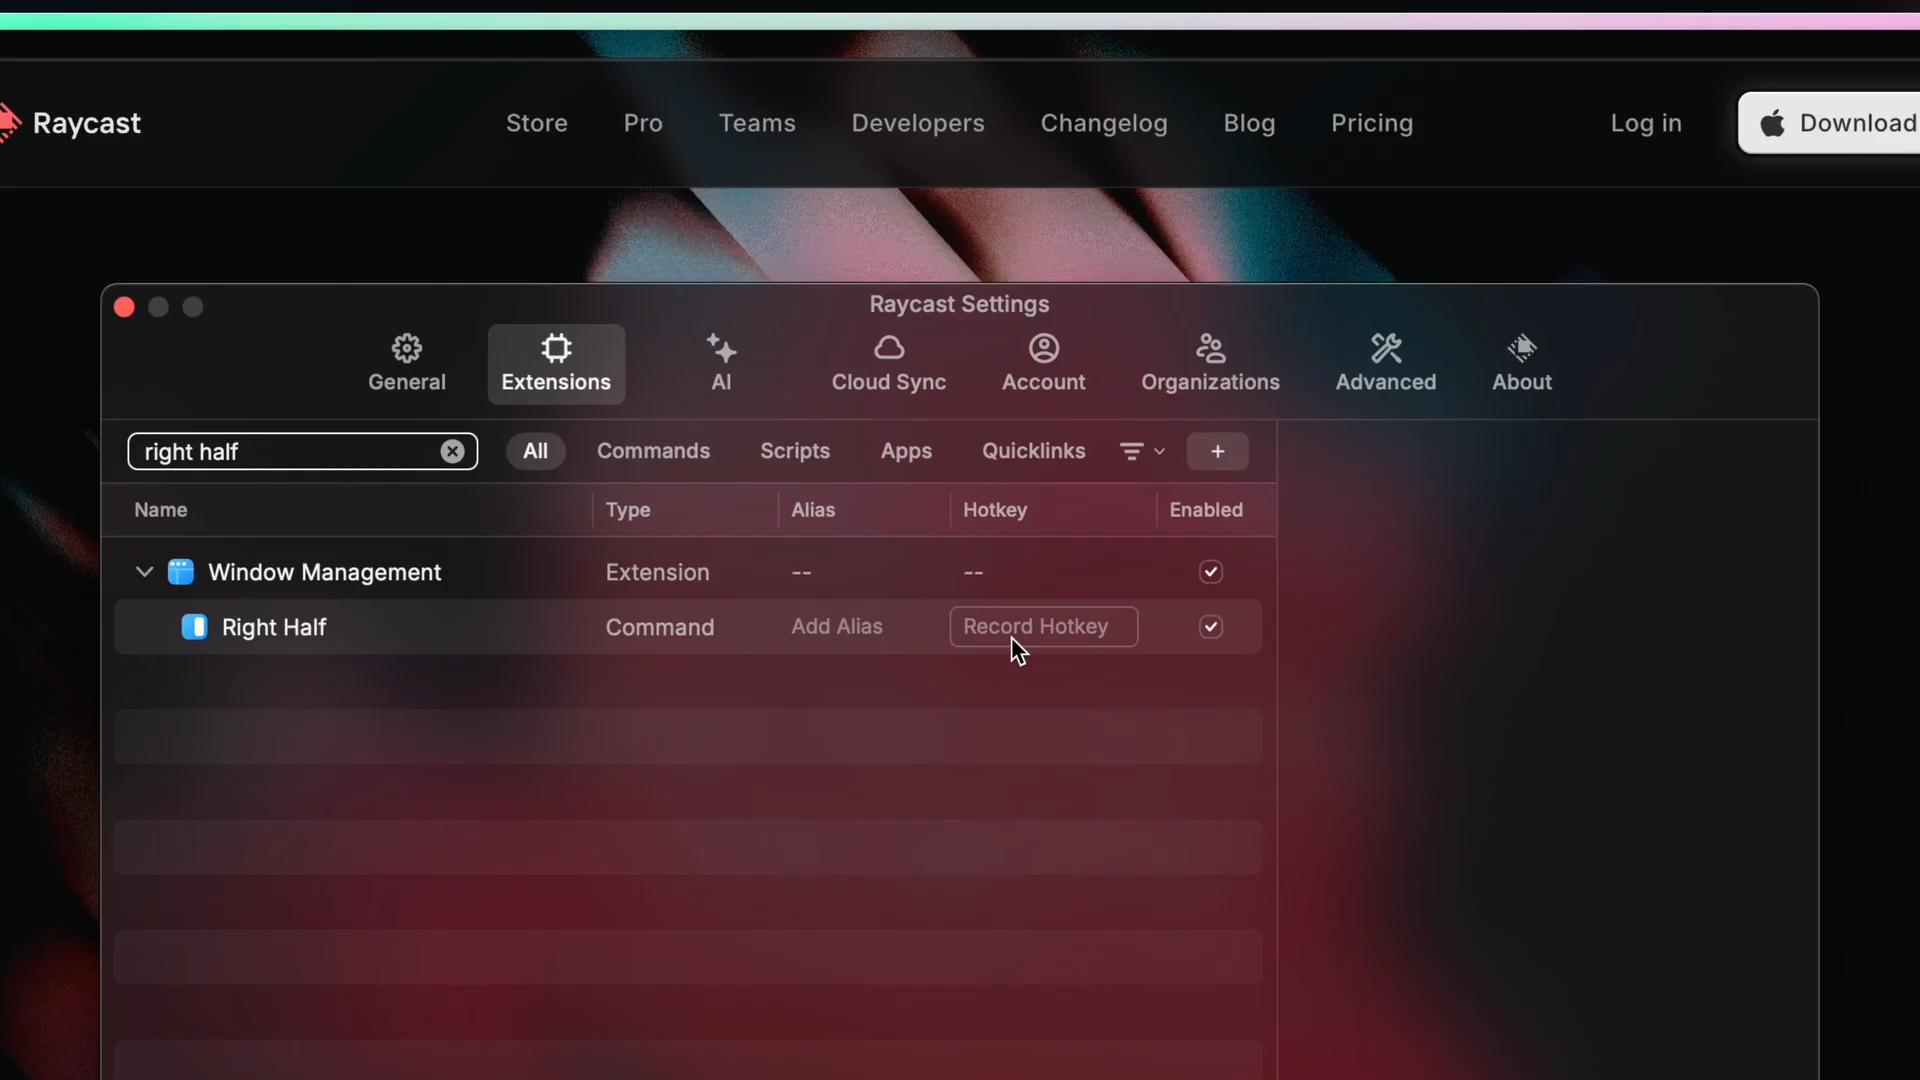 Raycast Store Pro Teams Developers Changelog Blog Pricing Log in Download
Raycast Settings
General Extensions AI Cloud Sync Account Organizations Advanced About
right half All Commands Scripts Apps Quicklinks +
Name Type Alias Hotkey Enabled
Window Management Extension -- --
Right Half Command Add Alias Record Hotkey